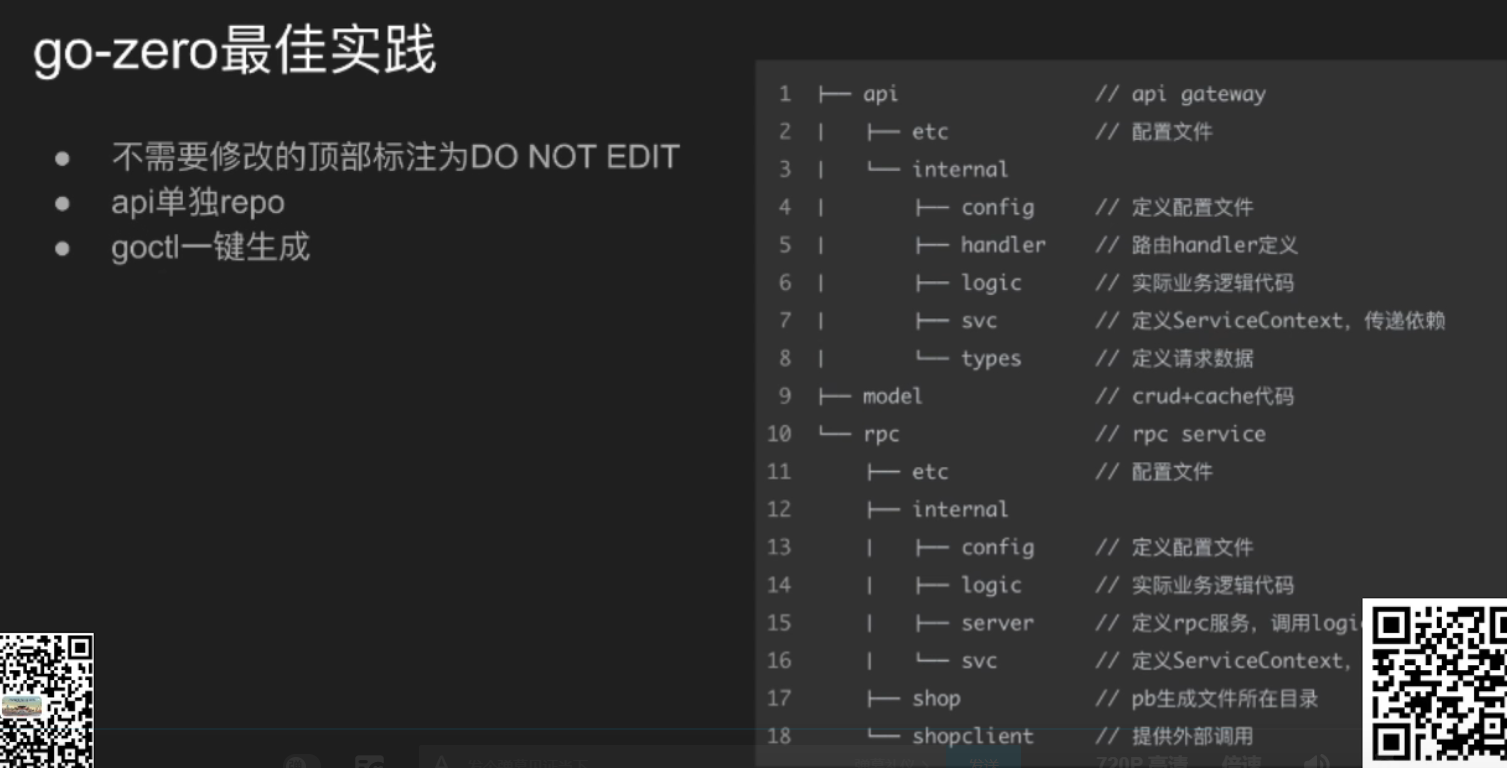 go-zero最佳实践
● 不需要修改的顶部标注为DO NOT EDIT
● api单独repo
● goctl一键生成
1 ├── api // api gateway
2 | ├── etc // 配置文件
3 | └── internal
4 | ├── config // 定义配置文件
5 | ├── handler // 路由handler定义
6 | ├── logic // 实际业务逻辑代码
7 | ├── svc // 定义ServiceContext，传递依赖
8 | └── types // 定义请求数据
9 ├── model // crud+cache代码
10 └── rpc // rpc service
11 ├── etc // 配置文件
12 ├── internal
13 | ├── config // 定义配置文件
14 | ├── logic // 实际业务逻辑代码
15 | ├── server // 定义rpc服务，调用logi
16 | └── svc // 定义ServiceContext，
17 ├── shop // pb生成文件所在目录
18 └── shopclient // 提供外部调用
发送 720P 高清 倍速